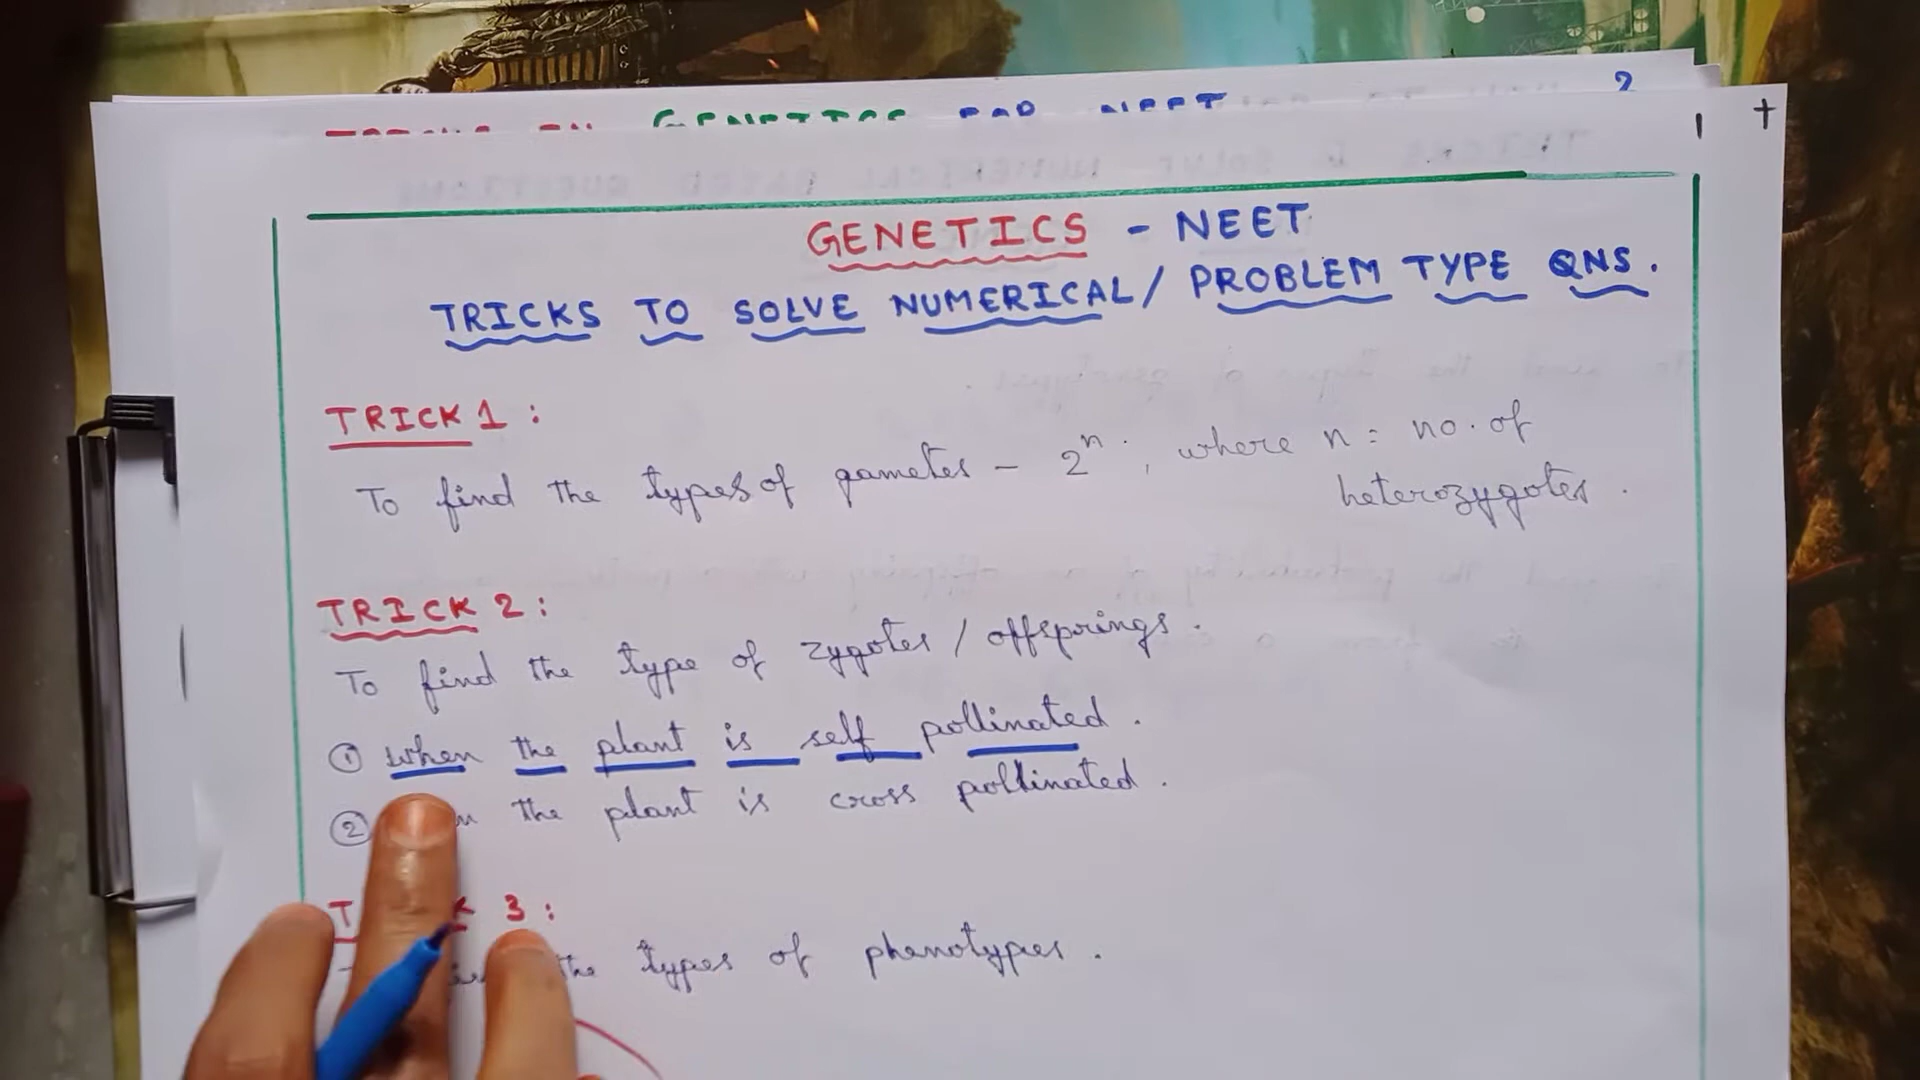 2
1
GENETICS - NEET
TRICKS TO SOLVE NUMERICAL/ PROBLEM TYPE QNS.
TRICK 1 :
To find the types of gametes - 2ⁿ, where n = no. of
heterozygotes.
TRICK 2 :
To find the type of zygotes / offsprings.
① When the plant is self pollinated.
② the plant is cross pollinated.
3 :
the types of phenotypes.